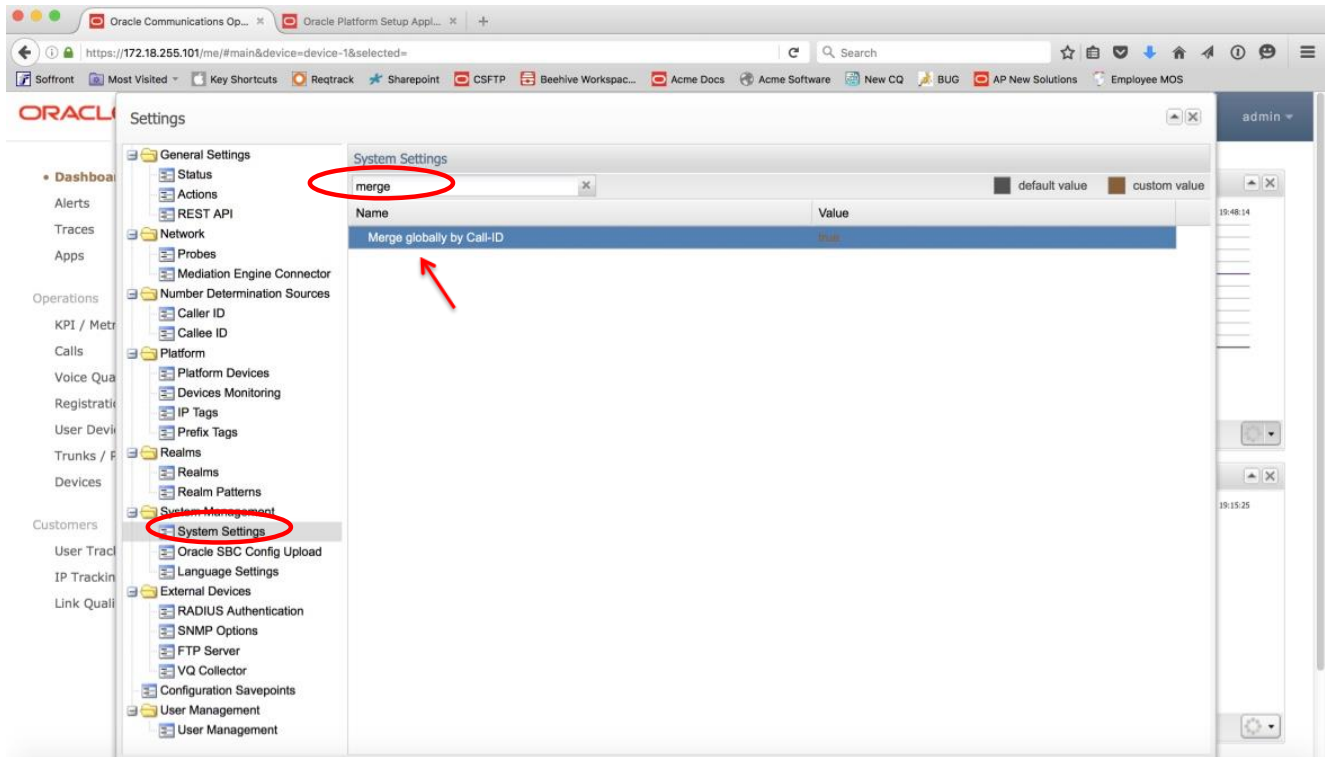 Oracle Communications Op...
Oracle Platform Setup Appl...
https://172.18.255.101/me/#main&device=device-1&selected=
Search
Soffront
Most Visited
Key Shortcuts
Reqtrack
Sharepoint
CSFTP
Beehive Workspac...
Acme Docs
Acme Software
New CQ
BUG
AP New Solutions
Employee MOS
ORACL
Settings
admin
• Dashboa
Alerts
Traces
Apps
Operations
KPI / Metr
Calls
Voice Qua
Registrati
User Devi
Trunks / P
Devices
Customers
User Tracl
IP Trackin
Link Quali
General Settings
Status
Actions
REST API
Network
Probes
Mediation Engine Connector
Number Determination Sources
Caller ID
Callee ID
Platform
Platform Devices
Devices Monitoring
IP Tags
Prefix Tags
Realms
Realms
Realm Patterns
System Management
System Settings
Oracle SBC Config Upload
Language Settings
External Devices
RADIUS Authentication
SNMP Options
FTP Server
VQ Collector
Configuration Savepoints
User Management
User Management
System Settings
merge
default value
custom value
Name
Value
Merge globally by Call-ID
true
19:48:14
19:15:25